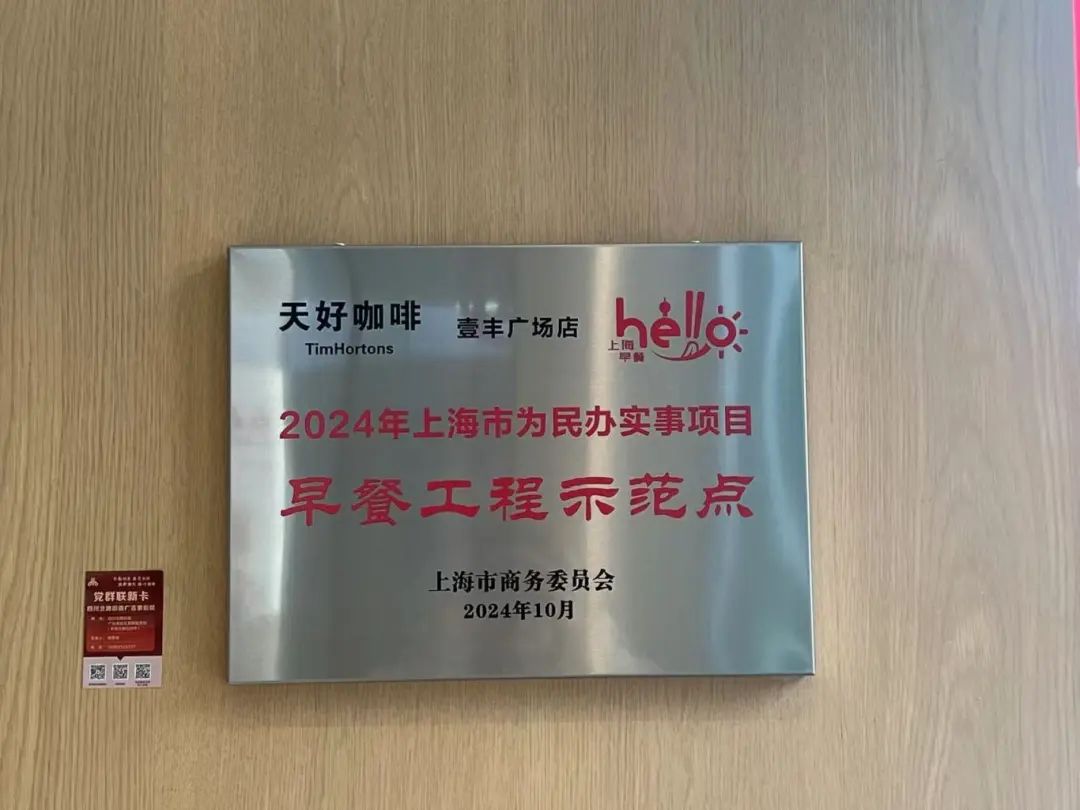 天好咖啡
TimHortons
壹丰广场店
hello
上海
早餐
2024年上海市为民办实事项目
早餐工程示范点
上海市商务委员会
2024年10月
党群联新卡